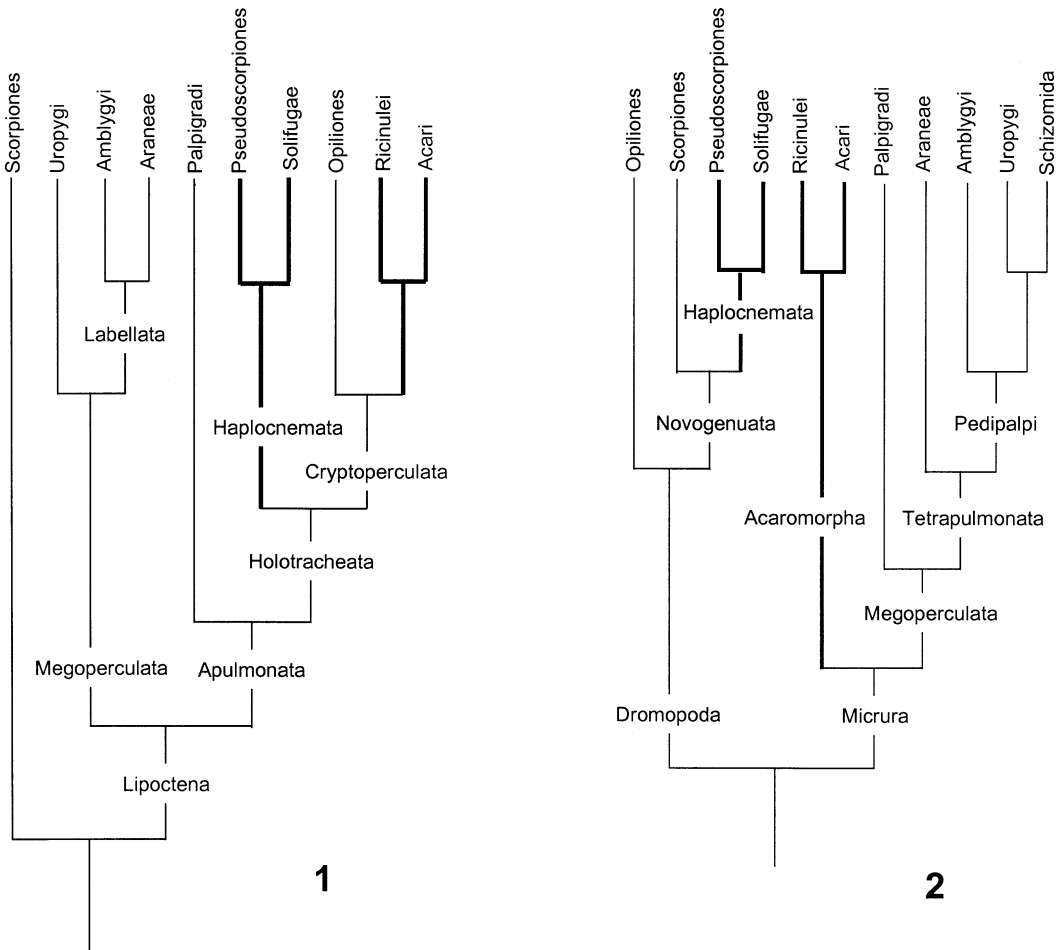 Scorpiones
Uropygi
Amblygyi
Araneae
Palpigradi
Pseudoscorpiones
Solifugae
Opiliones
Ricinulei
Acari
Labellata
Haplocnemata
Cryptoperculata
Holotracheata
Megoperculata
Apulmonata
Lipoctena
1
Opiliones
Scorpiones
Pseudoscorpiones
Solifugae
Ricinulei
Acari
Palpigradi
Araneae
Amblygyi
Uropygi
Schizomida
Haplocnemata
Novogenuata
Pedipalpi
Acaromorpha
Tetrapulmonata
Megoperculata
Dromopoda
Micrura
2